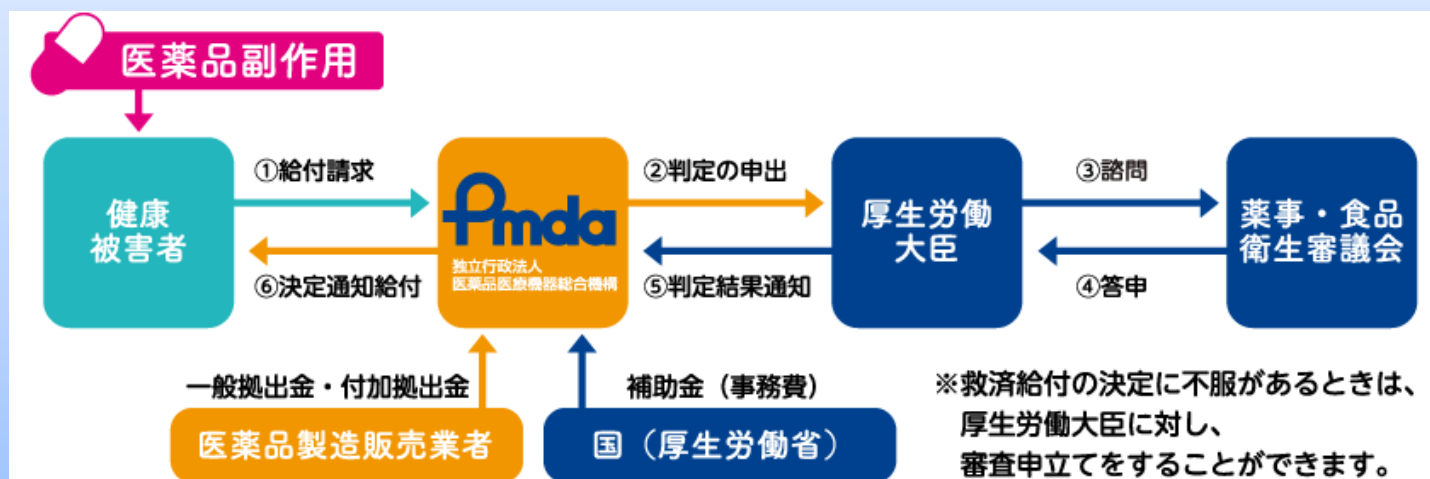 医薬品副作用
①給付請求
②判定の申出
③諮問
健康
被害者
Pmda
独立行政法人
医薬品医療機器総合機構
厚生労働
大臣
薬事・食品
衛生審議会
⑥決定通知給付
⑤判定結果通知
④答申
一般拠出金・付加拠出金
補助金（事務費）
医薬品製造販売業者
国（厚生労働省）
※救済給付の決定に不服があるときは、
厚生労働大臣に対し、
審査申立てをすることができます。